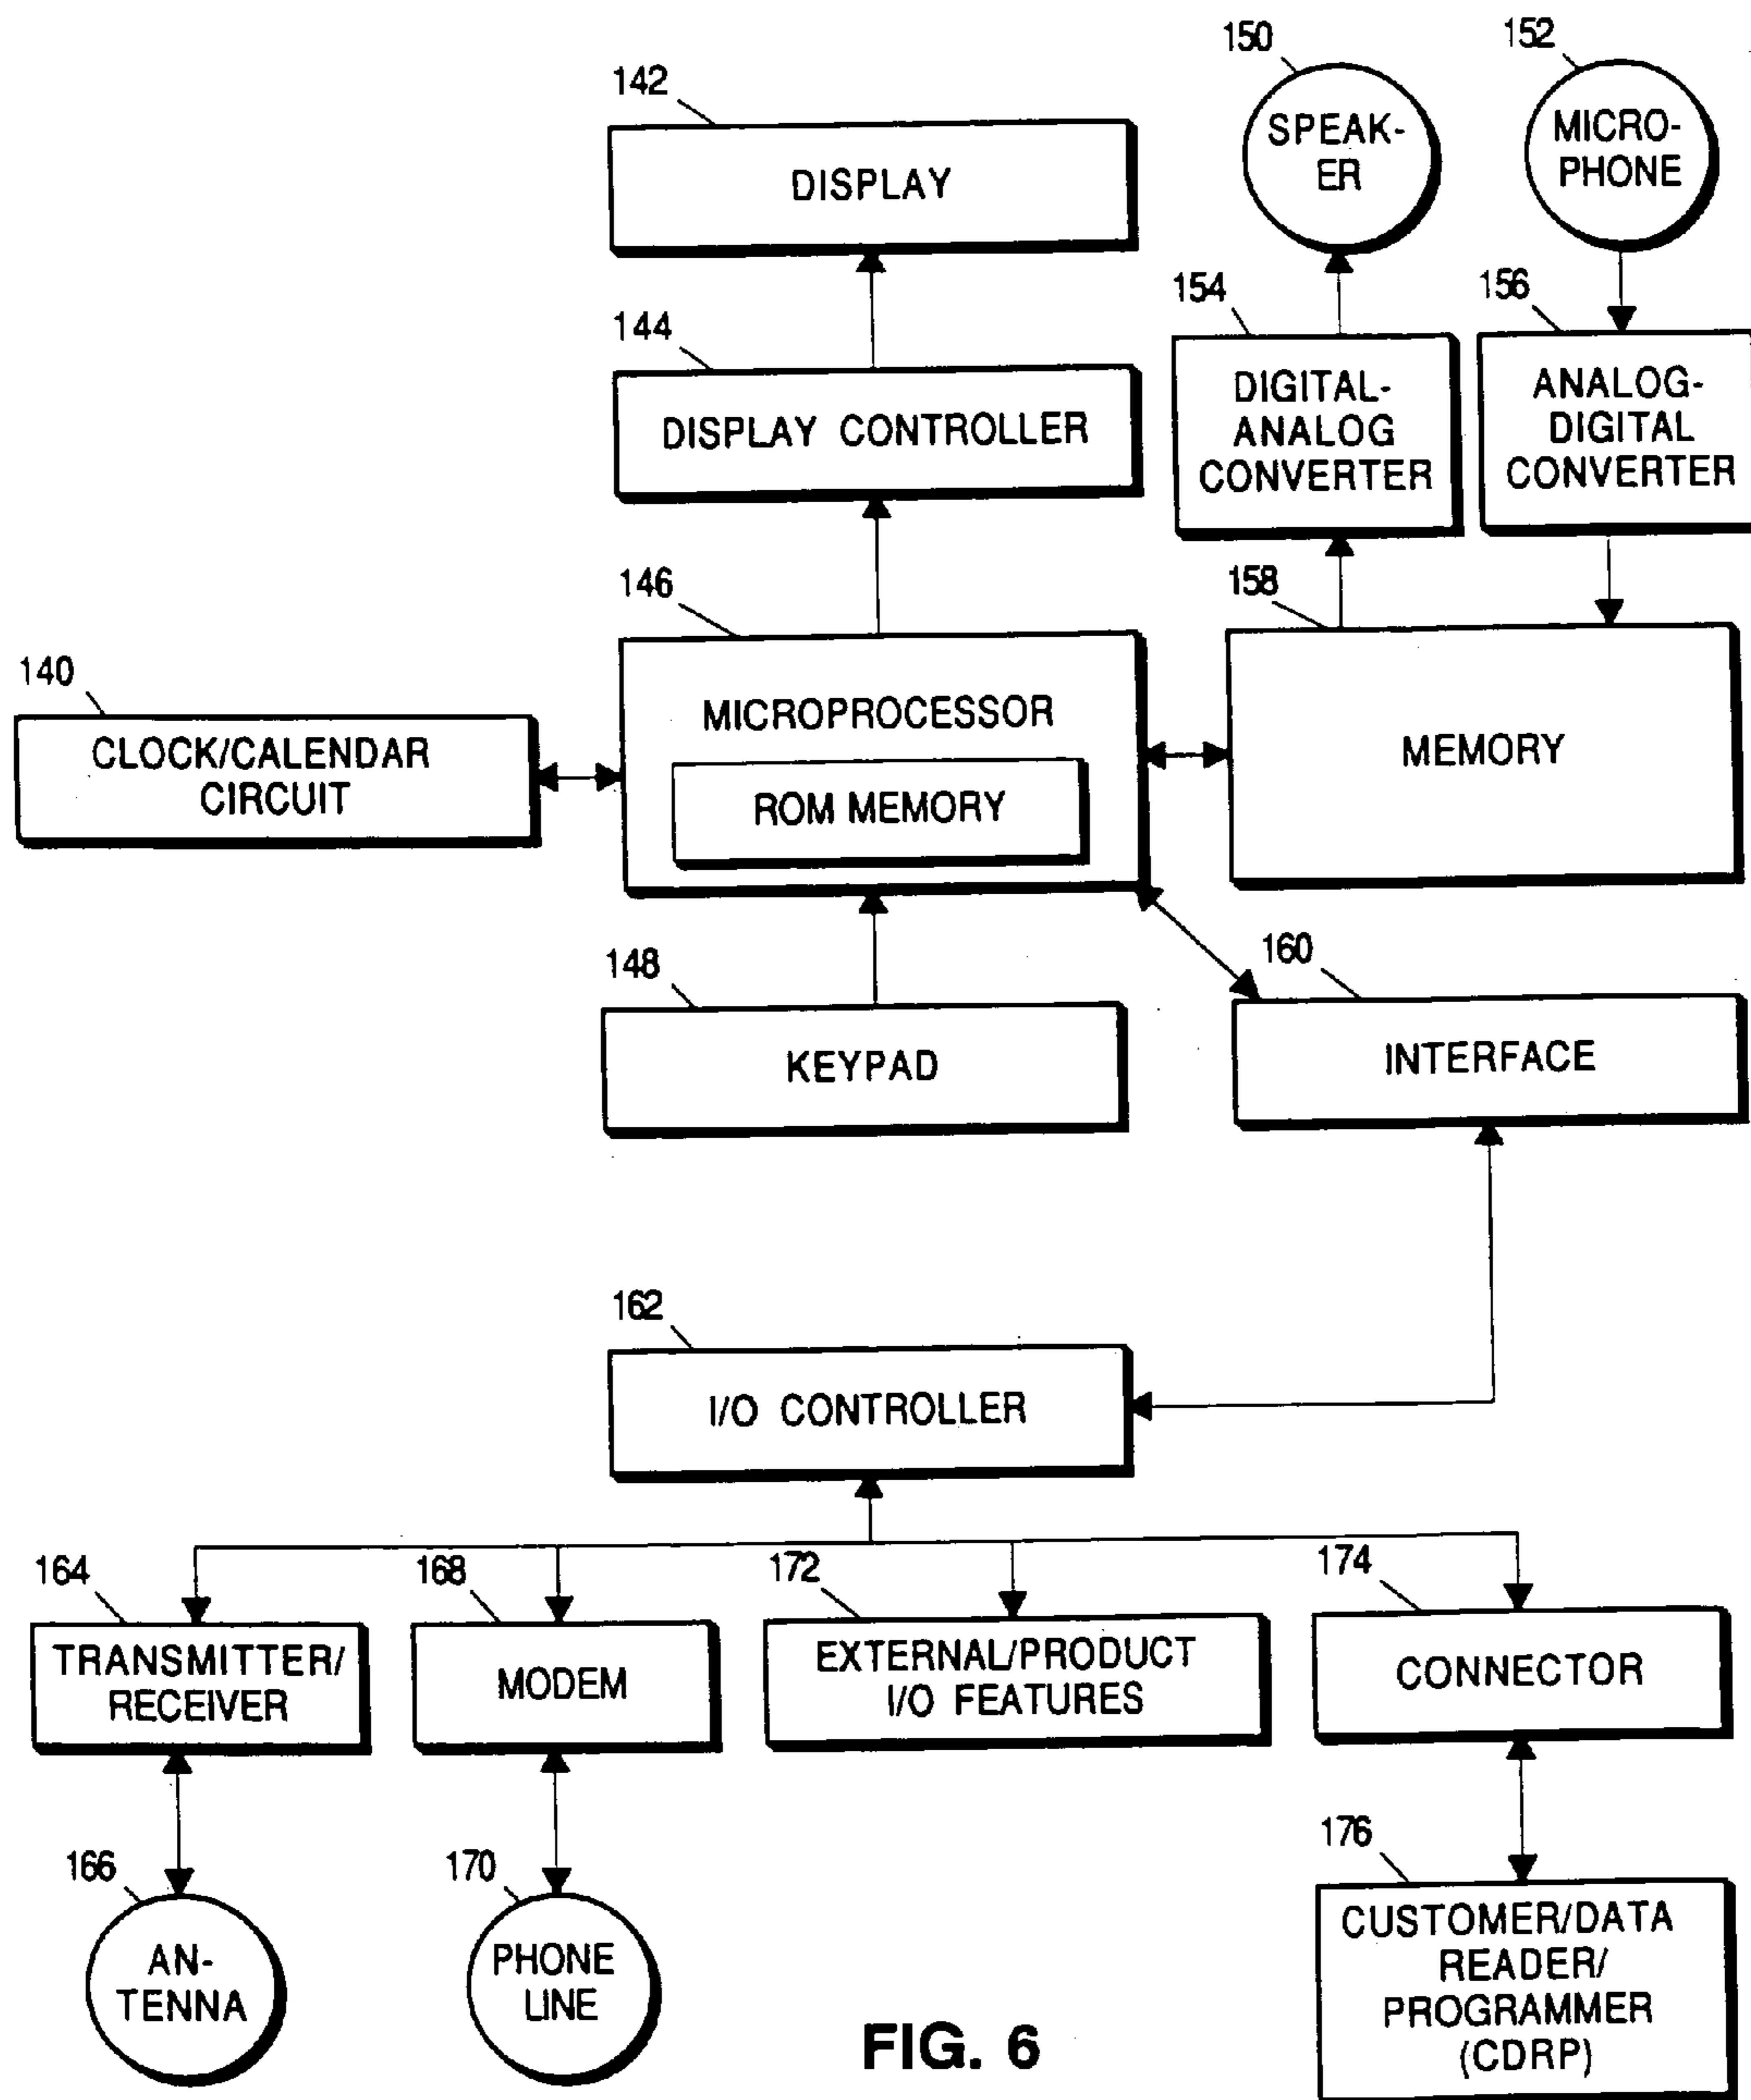 150
152
142
SPEAK-
ER
MICRO-
PHONE
DISPLAY
154
156
144
DIGITAL-
ANALOG
CONVERTER
ANALOG-
DIGITAL
CONVERTER
DISPLAY CONTROLLER
146
158
140
MICROPROCESSOR
ROM MEMORY
MEMORY
CLOCK/CALENDAR
CIRCUIT
148
160
KEYPAD
INTERFACE
162
I/O CONTROLLER
164
168
172
174
TRANSMITTER/
RECEIVER
MODEM
EXTERNAL/PRODUCT
I/O FEATURES
CONNECTOR
166
170
176
AN-
TENNA
PHONE
LINE
CUSTOMER/DATA
READER/
PROGRAMMER
(CDRP)
FIG. 6